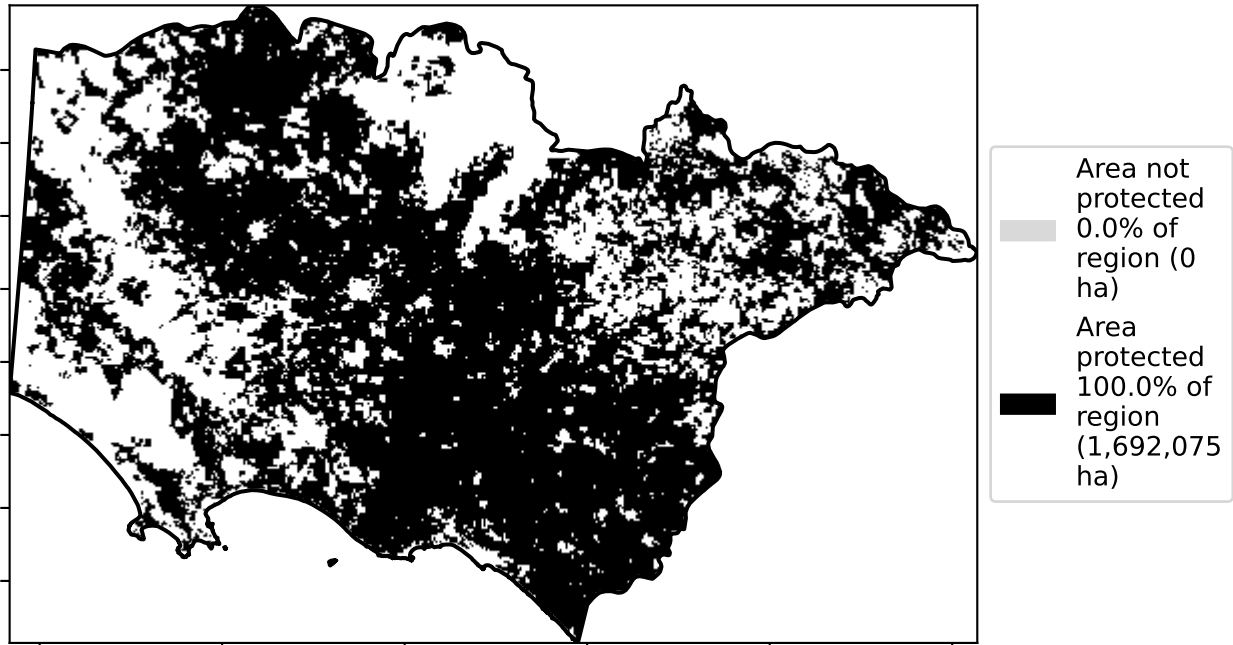 Area not
protected
0.0% of
region (0
ha)
Area
protected
100.0% of
region
(1,692,075
ha)